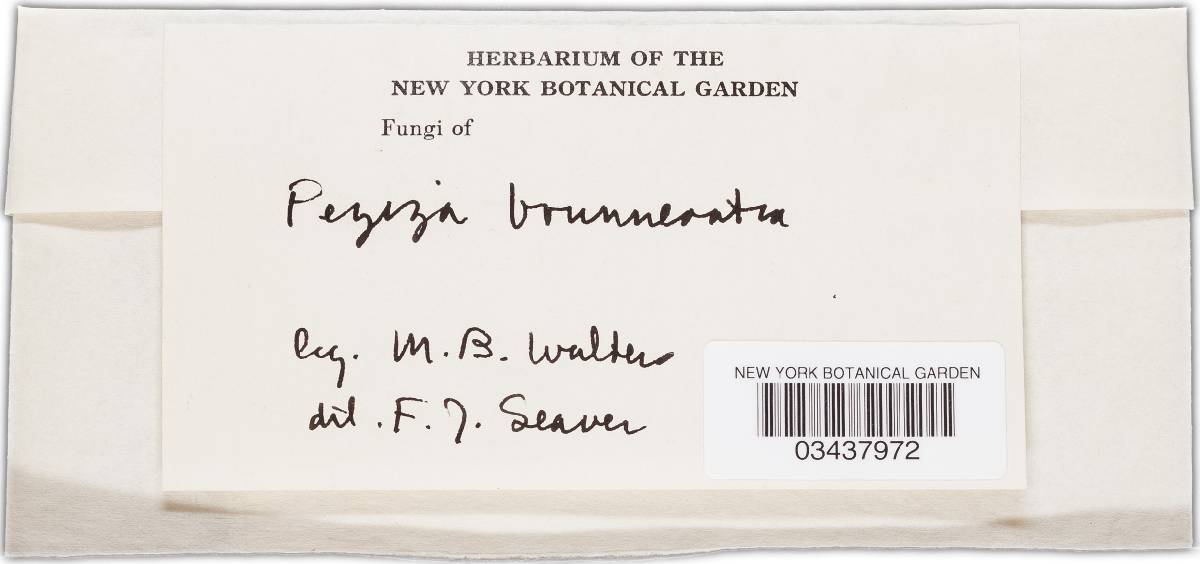 HERBARIUM OF THE
NEW YORK BOTANICAL GARDEN
Fungi of
Peziza brunneoatra
leg. M. B. Walters
det. F. J. Seaver
NEW YORK BOTANICAL GARDEN
03437972